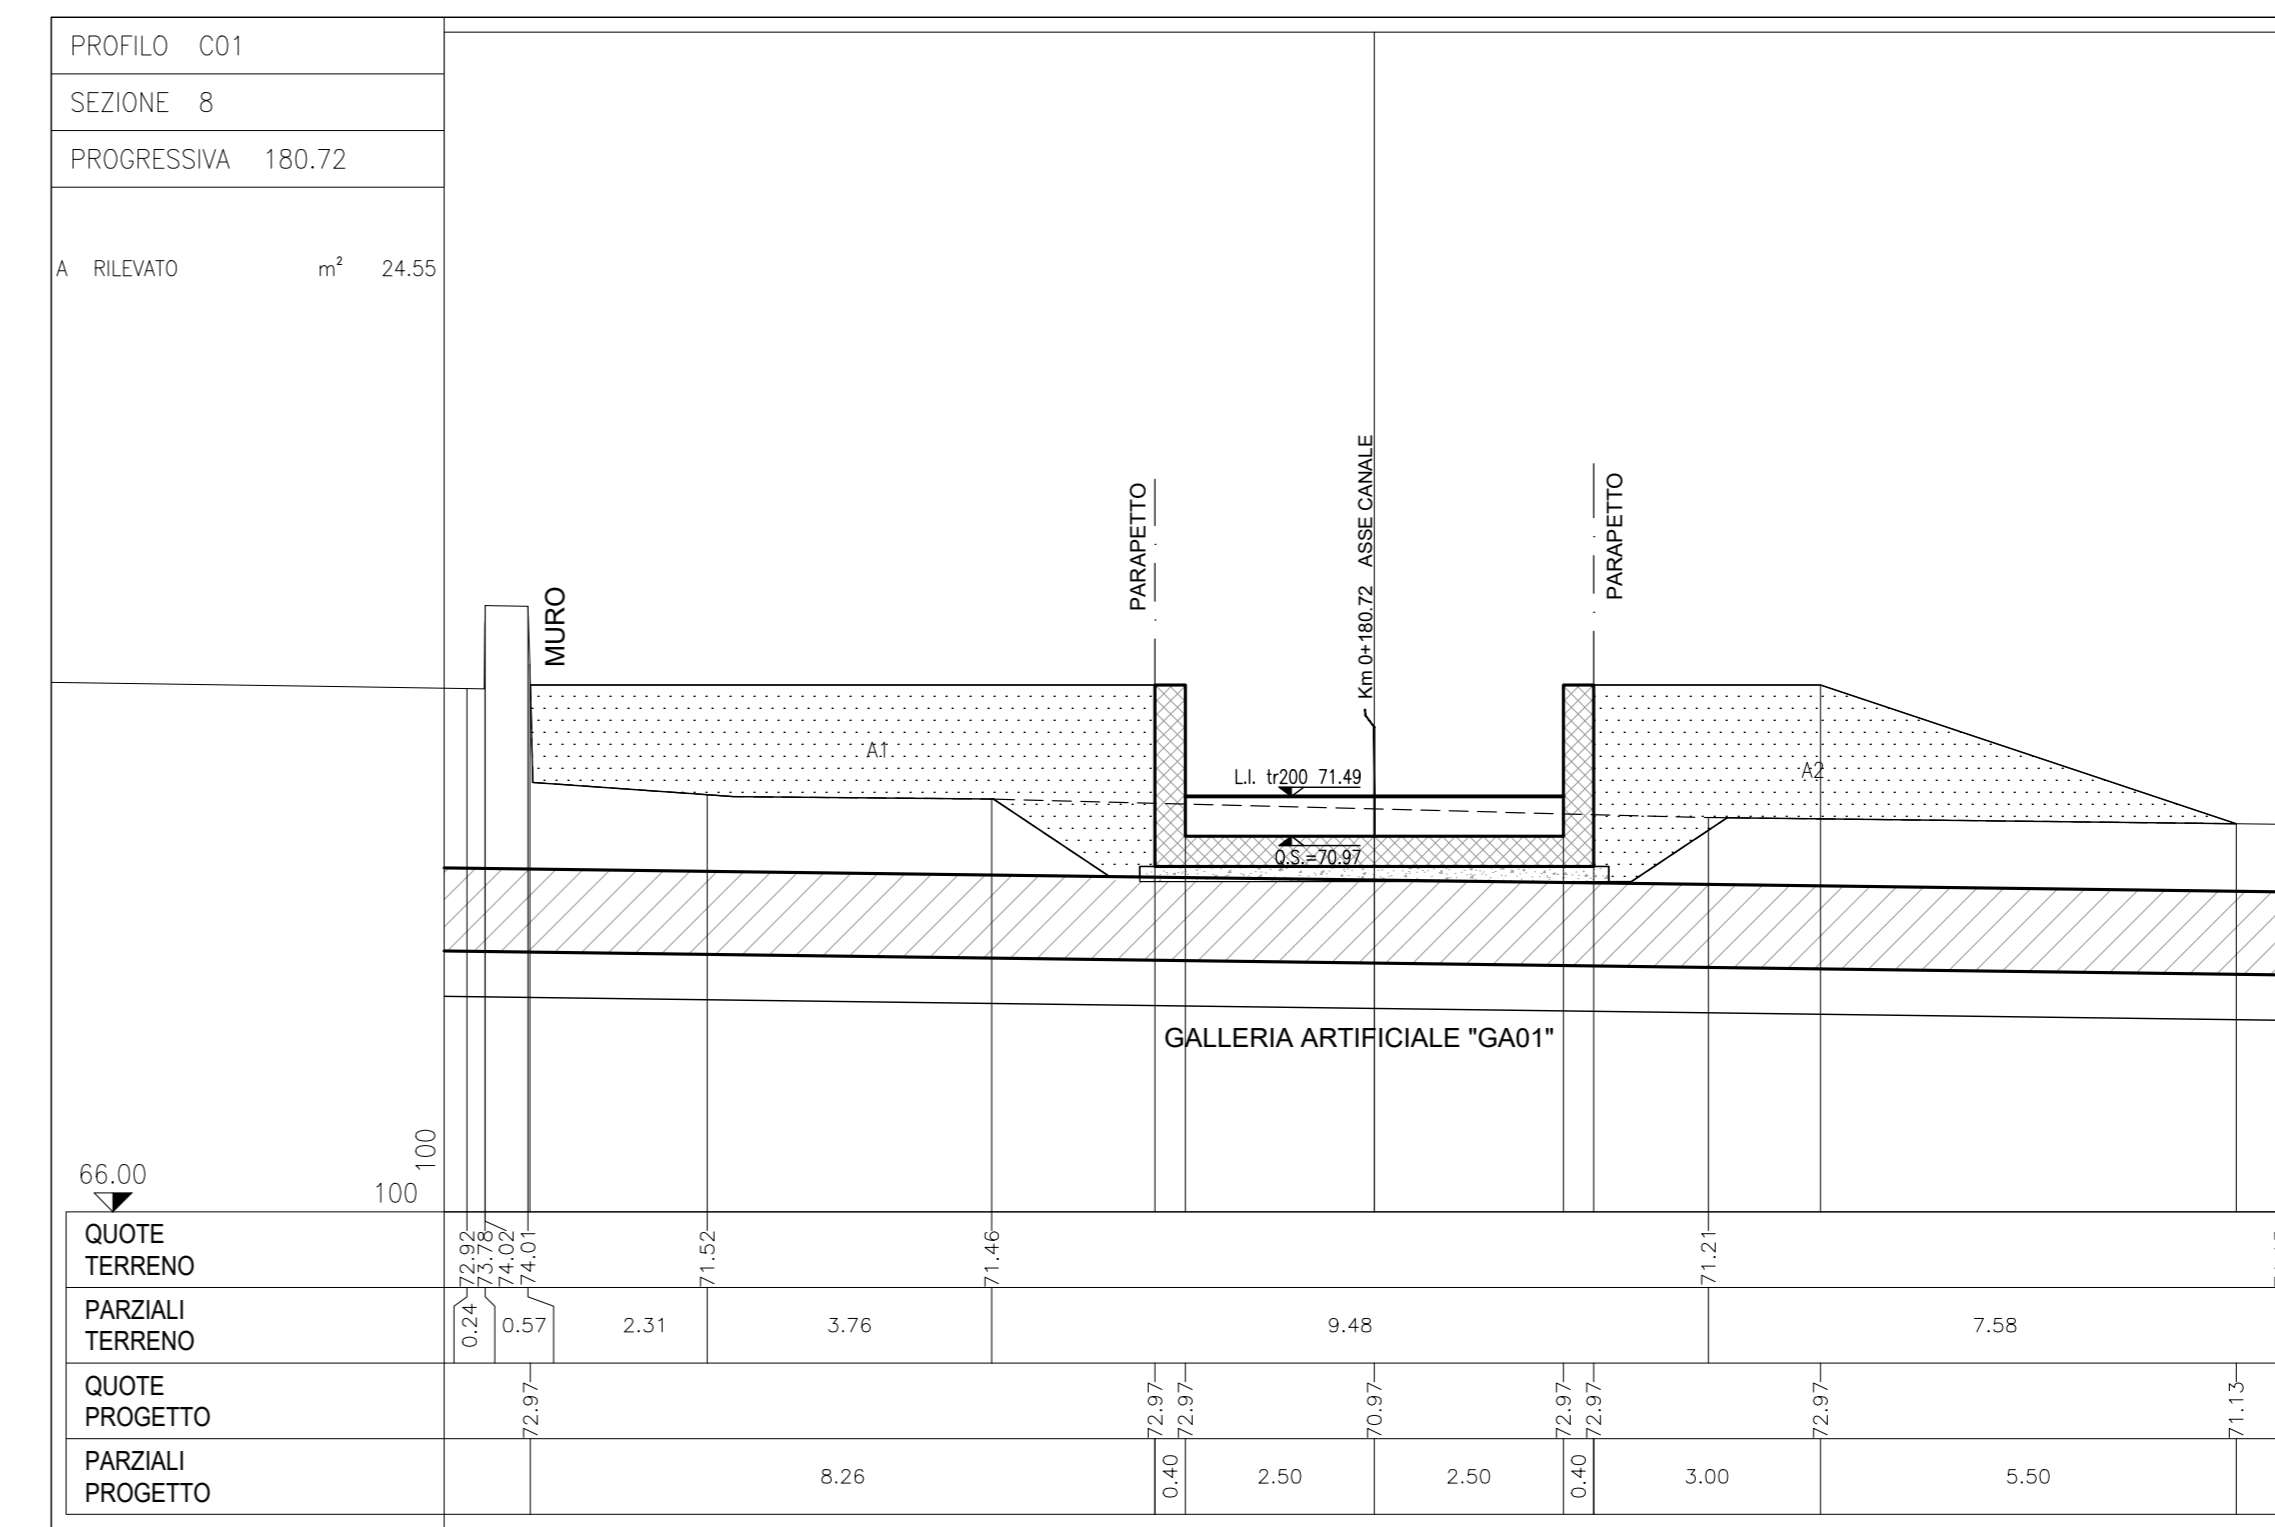 PROFILO C01
SEZIONE 8
PROGRESSIVA 180.72
A RILEVATO m² 24.55
MURO
PARAPETTO
Km 0+180.72 ASSE CANALE
PARAPETTO
A1
L.I. tr200 71.49
A2
Q.S.=70.97
GALLERIA ARTIFICIALE "GA01"
66.00
100
100
QUOTE
TERRENO
72.92 73.78 74.02 74.01 71.52 71.46 71.21
PARZIALI
TERRENO
0.24 0.57 2.31 3.76 9.48 7.58
QUOTE
PROGETTO
72.97 72.97 72.97 70.97 72.97 72.97 72.97 71.13
PARZIALI
PROGETTO
8.26 0.40 2.50 2.50 0.40 3.00 5.50